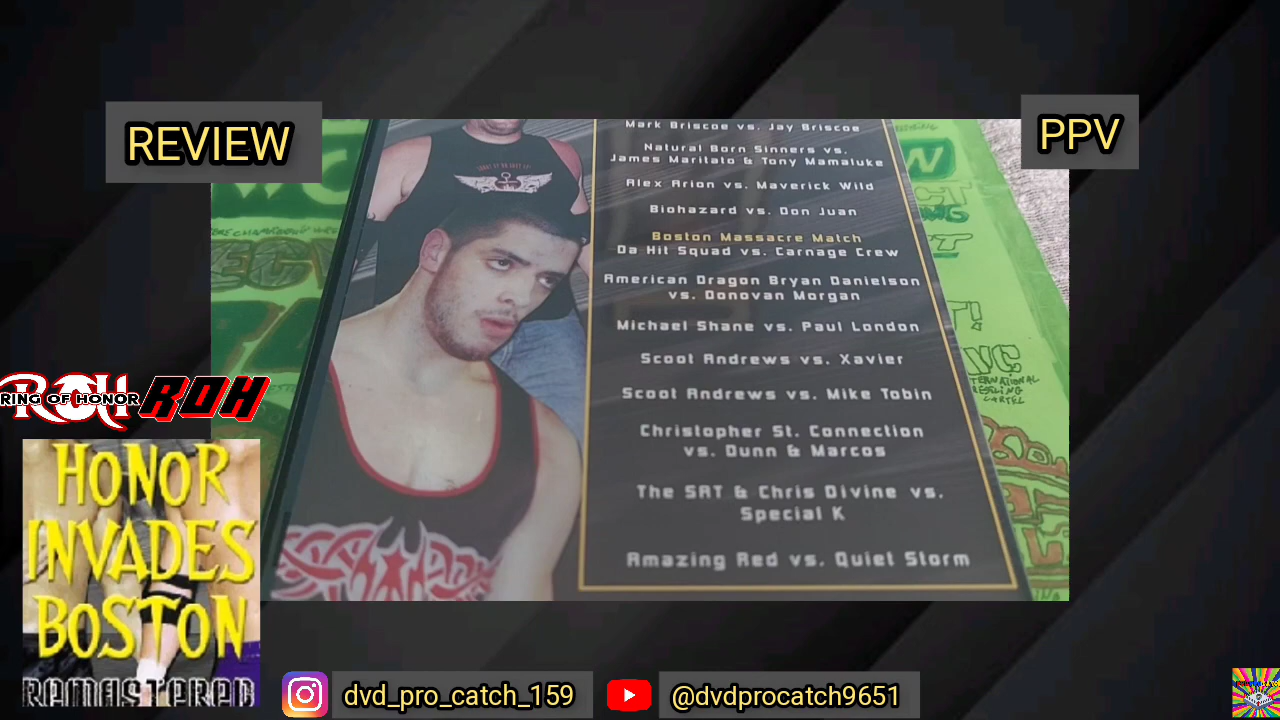 REVIEW
PPV
Mark Briscoe vs. Jay Briscoe
Natural Born Sinners vs.
James Maritato & Tony Mamaluke
Alex Arion vs. Maverick Wild
Biohazard vs. Don Juan
Boston Massacre Match
Da Hit Squad vs. Carnage Crew
American Dragon Bryan Danielson
vs. Donovan Morgan
Michael Shane vs. Paul London
Scoot Andrews vs. Xavier
Scoot Andrews vs. Mike Tobin
Christopher St. Connection
vs. Dunn & Marcos
The SAT & Chris Divine vs.
Special K
Amazing Red vs. Quiet Storm
ROH
RING OF HONOR
ROH
HONOR
INVADES
BOSTON
REMASTERED
dvd_pro_catch_159
@dvdprocatch9651